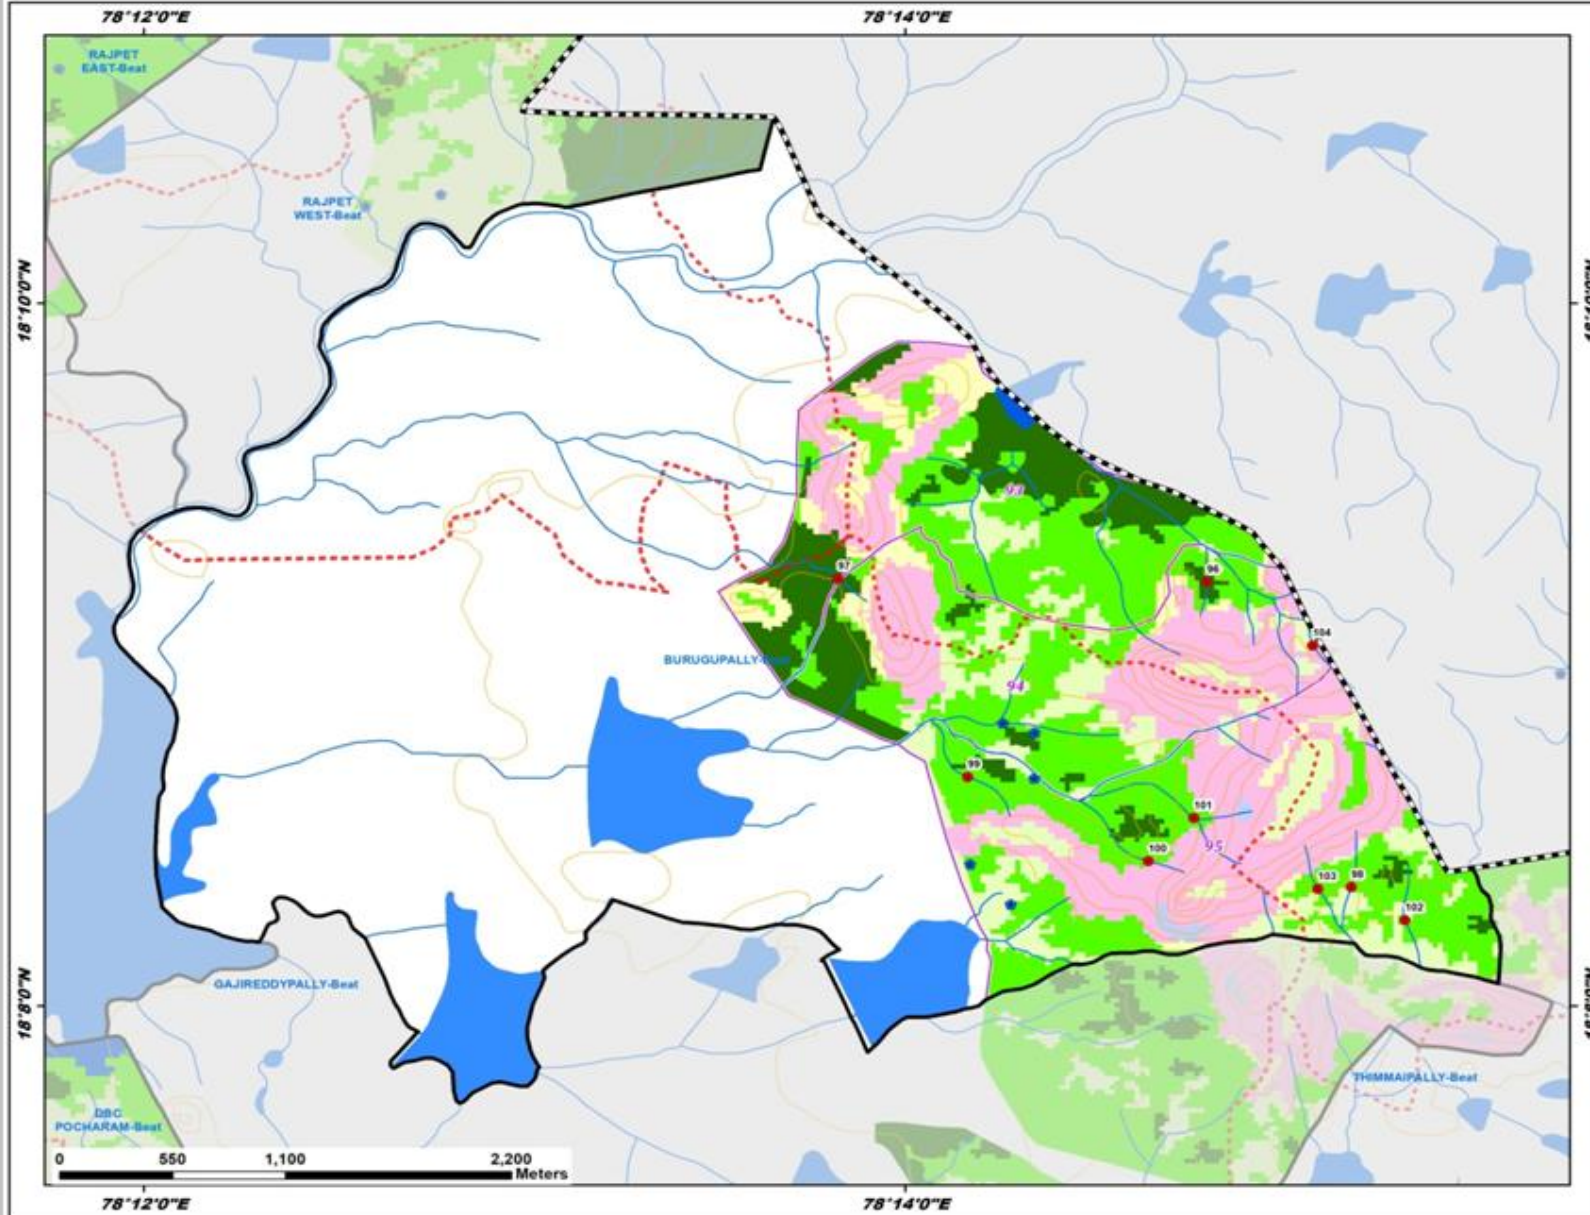 78°12'0"E
78°14'0"E
RAJPET
EAST-Beat
RAJPET
WEST-Beat
18°10'0"N
93
97
96
104
BURUGUPALLY-
94
99
101
100
95
103
98
102
GAJIREDDYPALLY-Beat
18°8'0"N
THIMMAIPALLY-Beat
DBC
POCHARAM-Beat
0
550
1,100
2,200
Meters
78°12'0"E
78°14'0"E